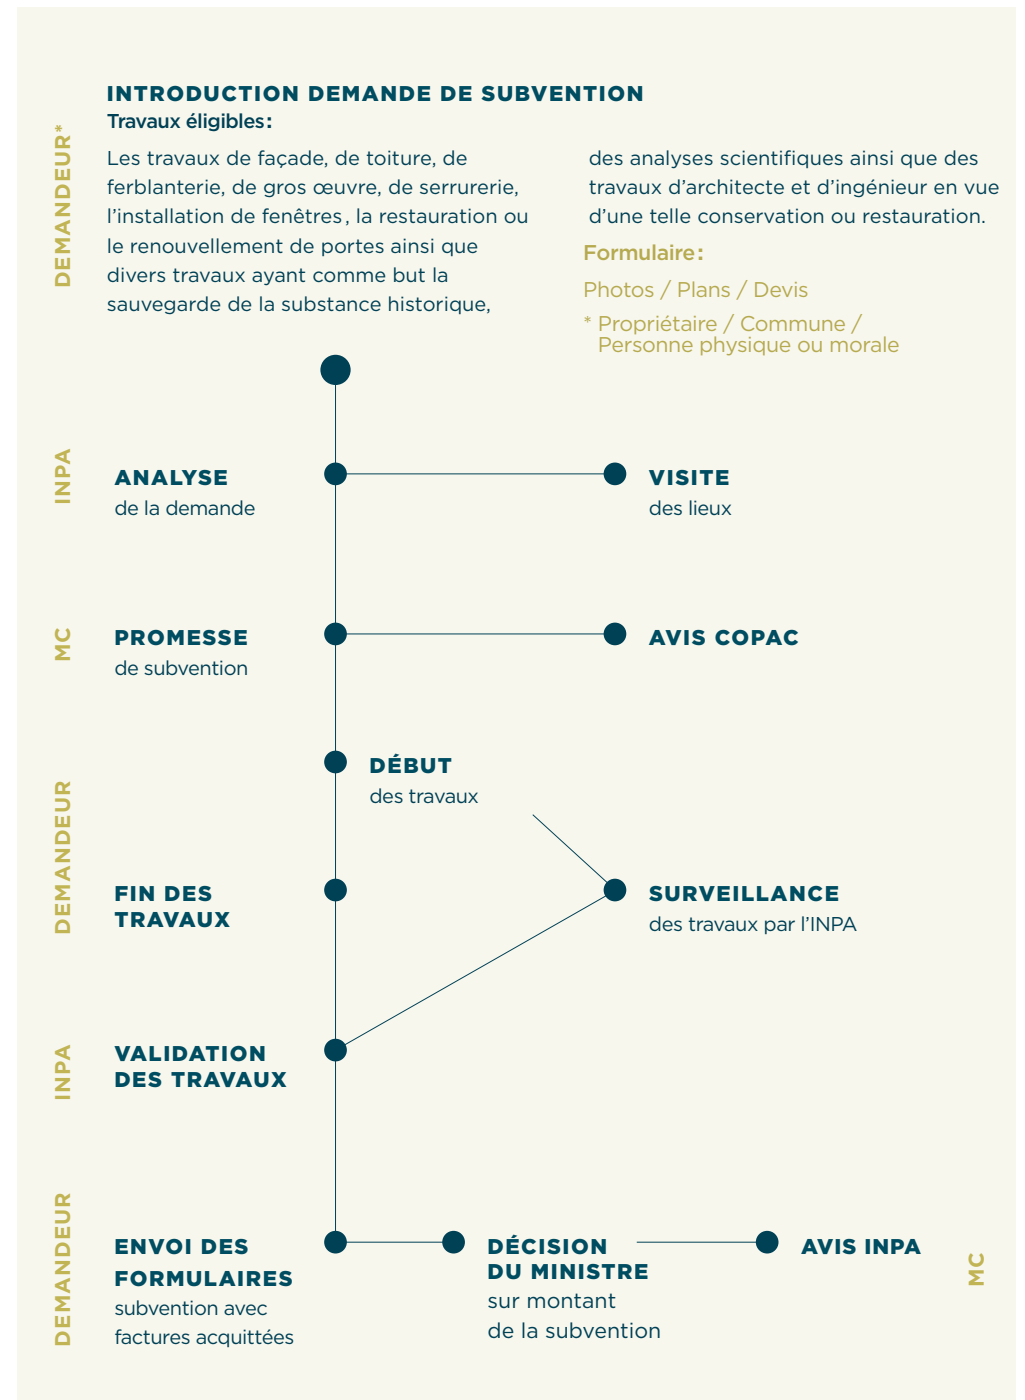 DEMANDEUR*
INTRODUCTION DEMANDE DE SUBVENTION
Travaux éligibles :
Les travaux de façade, de toiture, de
ferblanterie, de gros œuvre, de serrurerie,
l'installation de fenêtres, la restauration ou
le renouvellement de portes ainsi que
divers travaux ayant comme but la
sauvegarde de la substance historique,
des analyses scientifiques ainsi que des
travaux d'architecte et d'ingénieur en vue
d'une telle conservation ou restauration.
Formulaire :
Photos / Plans / Devis
* Propriétaire / Commune /
Personne physique ou morale
INPA
ANALYSE
de la demande
VISITE
des lieux
MC
PROMESSE
de subvention
AVIS COPAC
DEMANDEUR
DÉBUT
des travaux
FIN DES
TRAVAUX
SURVEILLANCE
des travaux par l'INPA
INPA
VALIDATION
DES TRAVAUX
DEMANDEUR
ENVOI DES
FORMULAIRES
subvention avec
factures acquittées
DÉCISION
DU MINISTRE
sur montant
de la subvention
AVIS INPA
MC